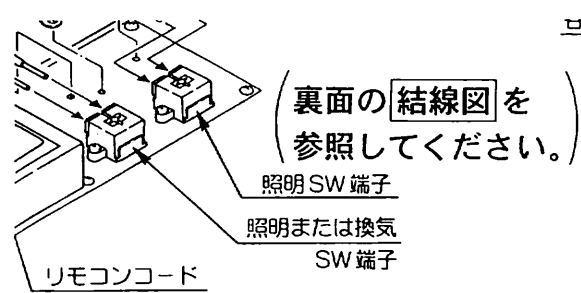 裏面の結線図を
参照してください。
照明SW端子
照明または換気
SW端子
リモコンコード